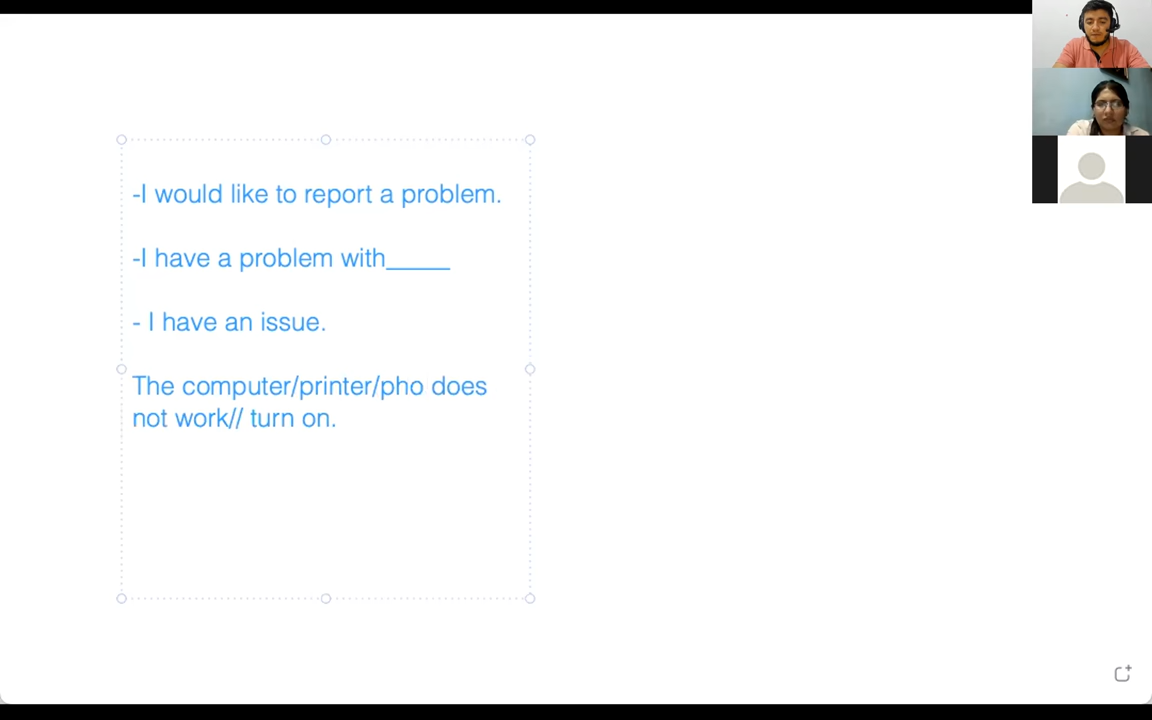 -I would like to report a problem.
-I have a problem with_____
- I have an issue.
The computer/printer/pho does
not work// turn on.